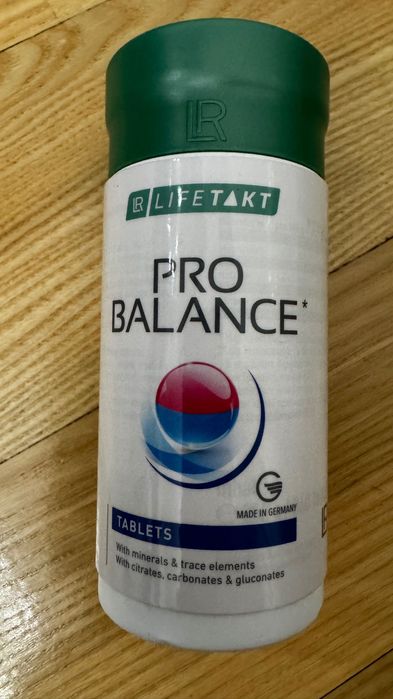 LR
LR LIFETAKT
PRO
BALANCE*
MADE IN GERMANY
TABLETS
With minerals & trace elements
With citrates, carbonates & gluconates